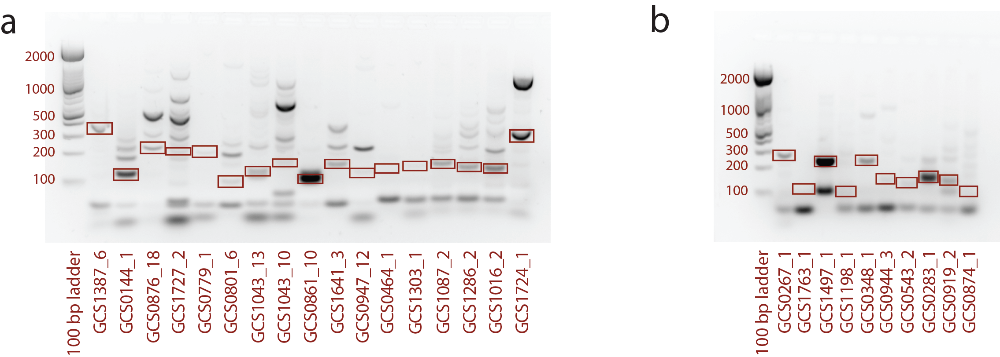 a
2000
1000
500
300
200
100
100 bp ladder
GCS1387_6
GCS0144_1
GCS0876_18
GCS1727_2
GCS0779_1
GCS0801_6
GCS1043_13
GCS1043_10
GCS0861_10
GCS1641_3
GCS0947_12
GCS0464_1
GCS1303_1
GCS1087_2
GCS1286_2
GCS1016_2
GCS1724_1
b
2000
1000
500
300
200
100
100 bp ladder
GCS0267_1
GCS1763_1
GCS1497_1
GCS1198_1
GCS0348_1
GCS0944_3
GCS0543_2
GCS0283_1
GCS0919_2
GCS0874_1